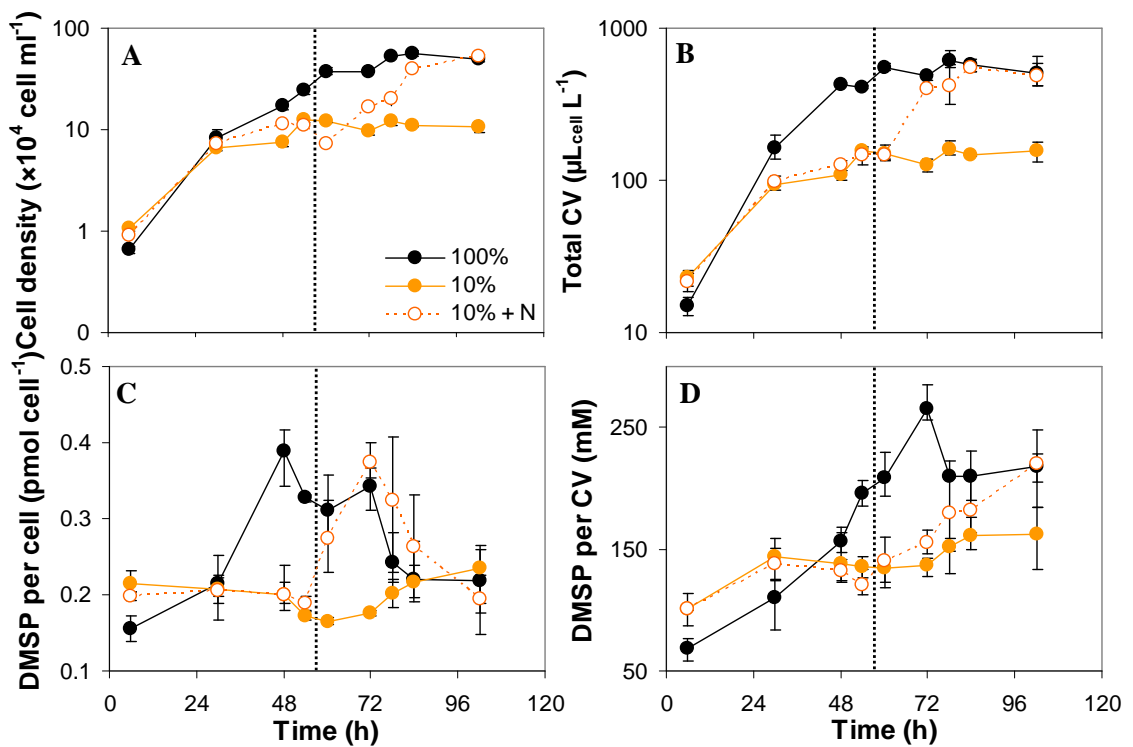 A
Cell density (×10⁴ cell ml⁻¹)
100
10
1
0
100%
10%
10% + N
B
Total CV (µLcell L⁻¹)
1000
100
10
C
DMSP per cell (pmol cell⁻¹)
0.5
0.4
0.3
0.2
0.1
0 24 48 72 96 120
Time (h)
D
DMSP per CV (mM)
250
150
50
0 24 48 72 96 120
Time (h)